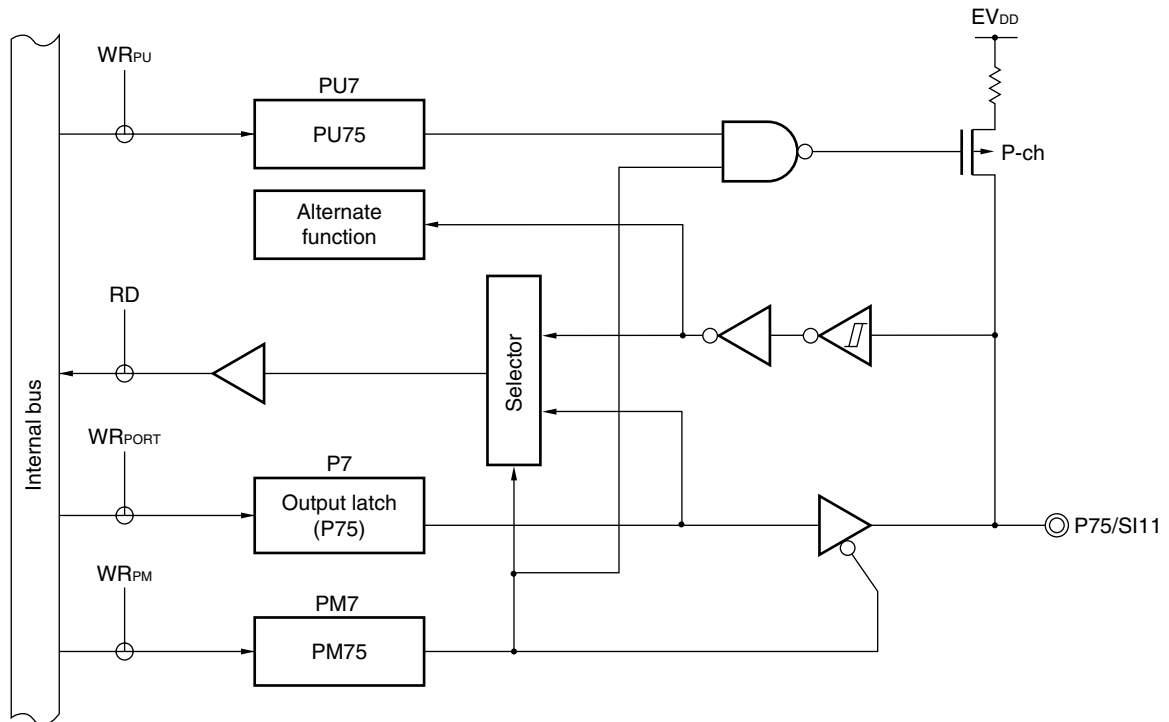 EVDD
WRPU
PU7
PU75
P-ch
Alternate
function
RD
Selector
Internal bus
WRPORT
P7
Output latch
(P75)
P75/SI11
WRPM
PM7
PM75